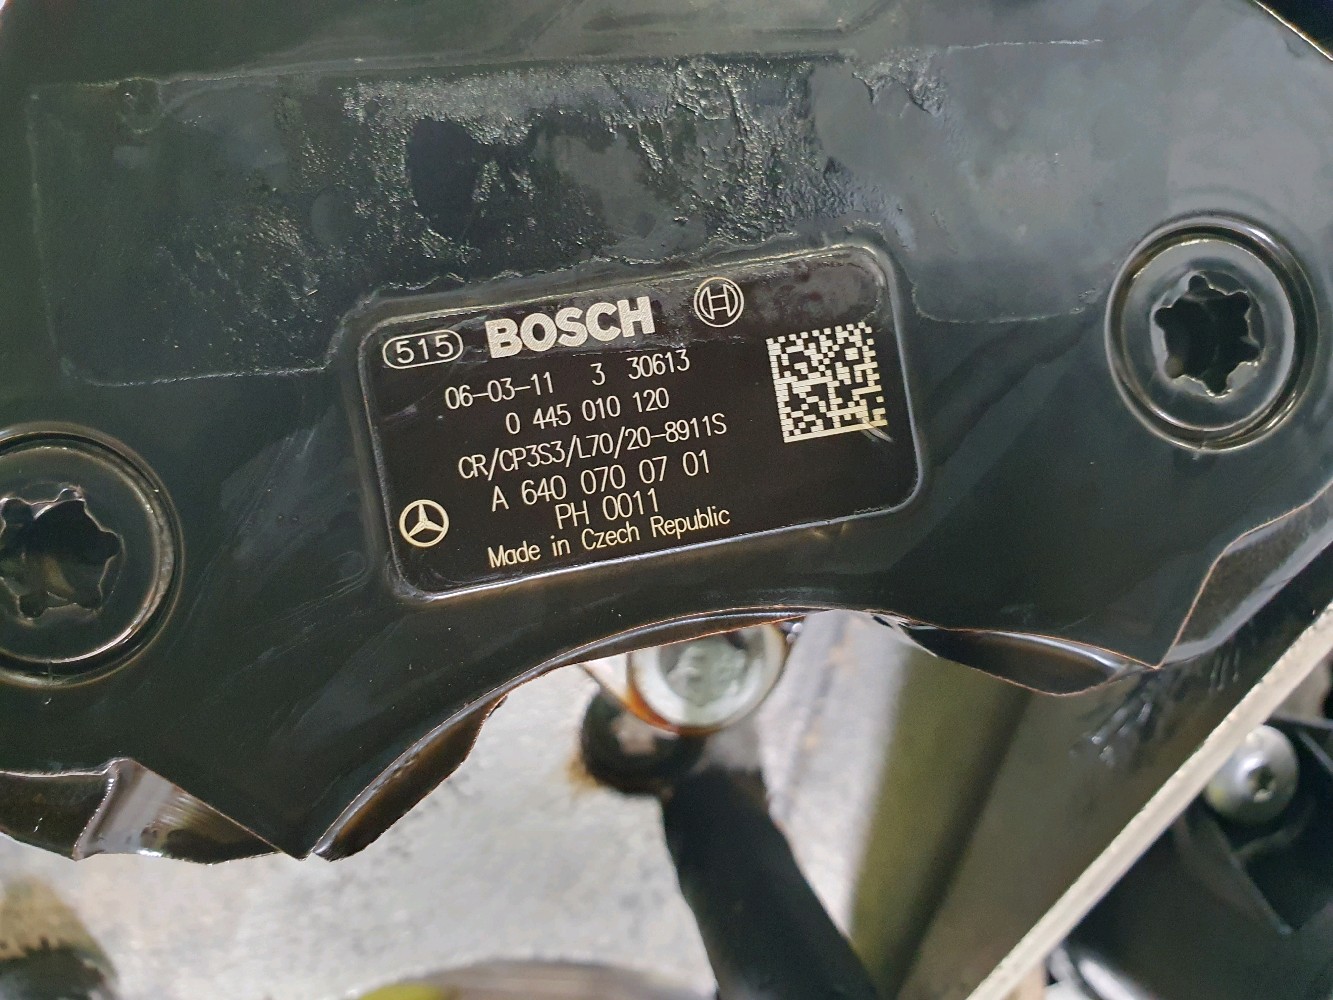 515 BOSCH
06-03-11 3 30613
0 445 010 120
CR/CP3S3/L70/20-8911S
A 640 070 07 01
PH 0011
Made in Czech Republic